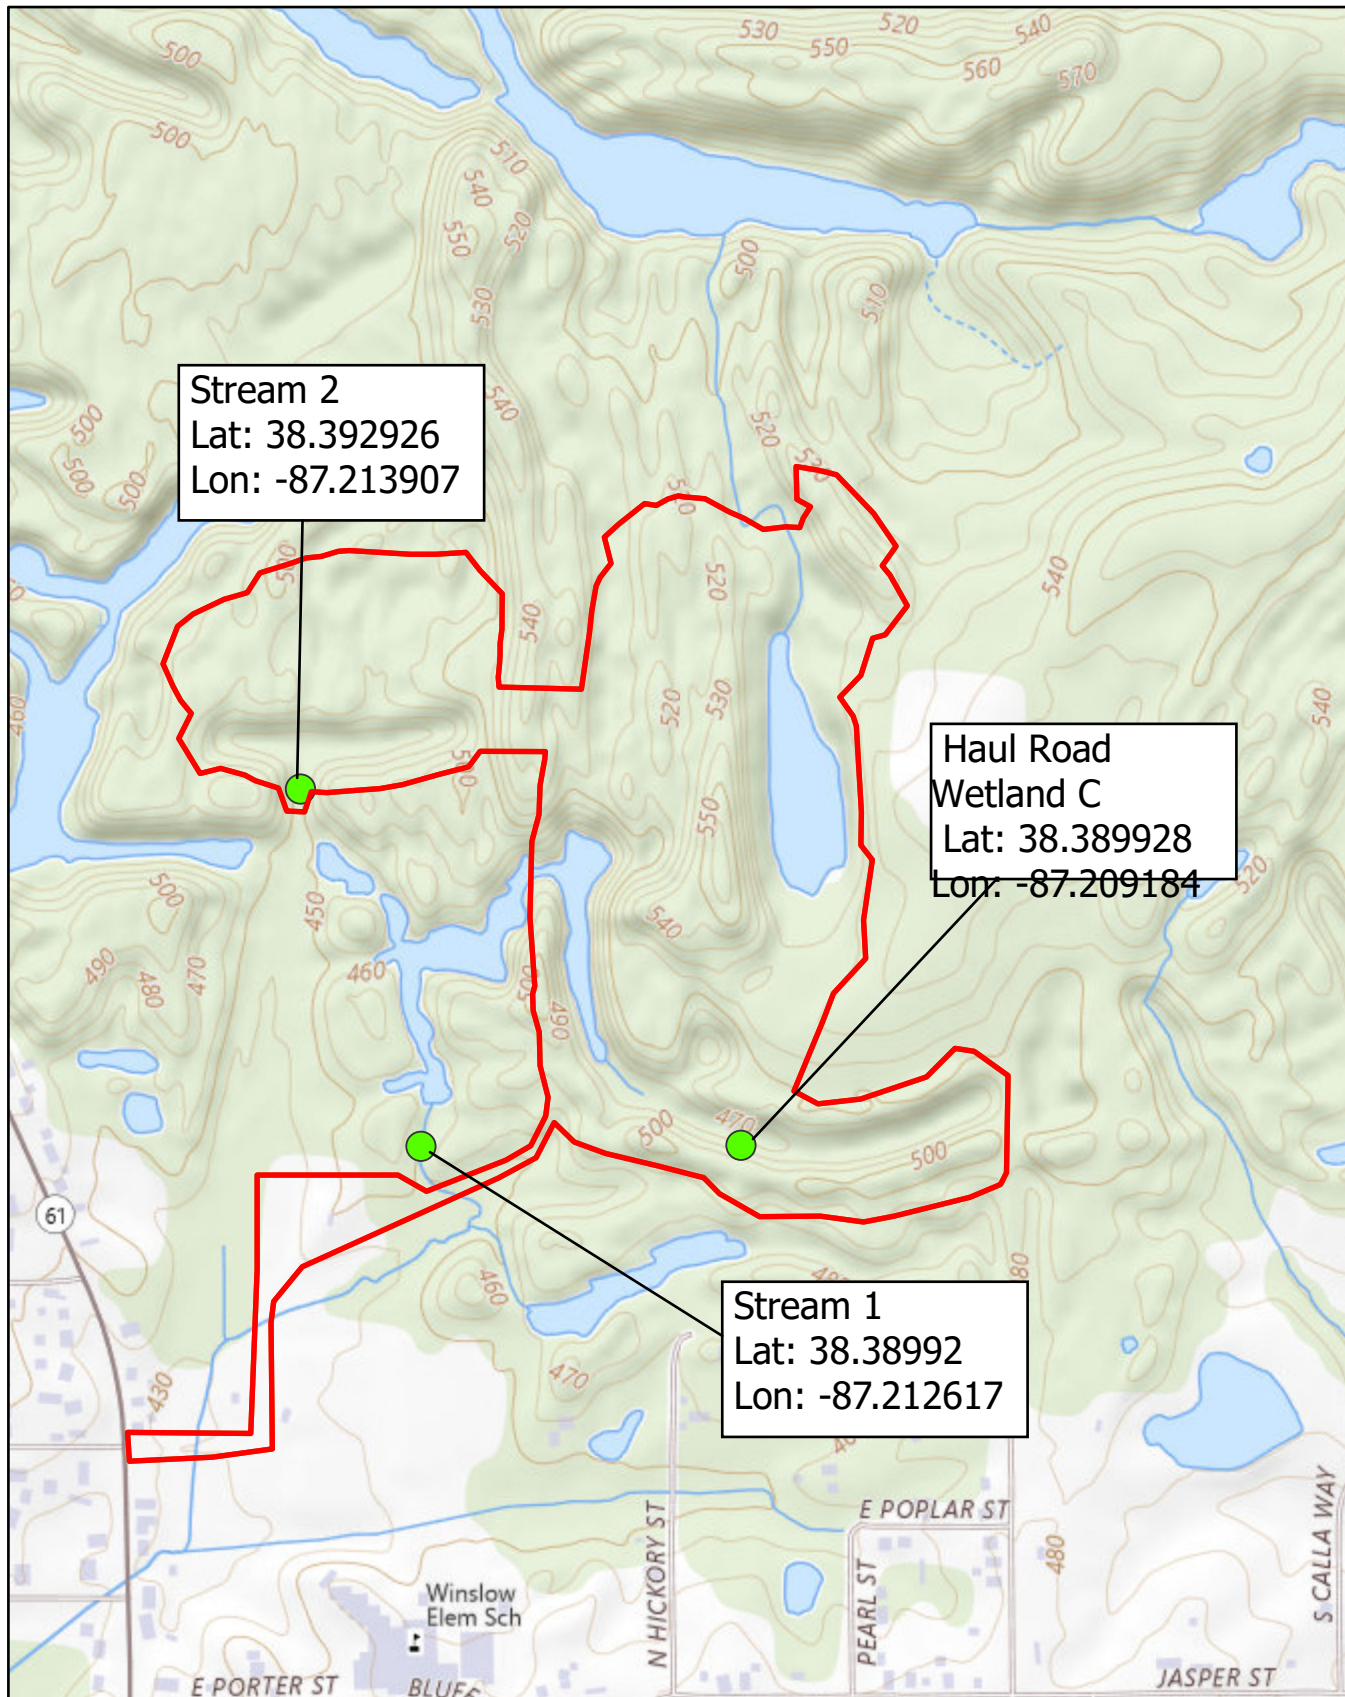 530
520
540
550
560
570
500
500
510
540
520
550
500
510
530
540
520
530
500
500
500
Stream 2
Lat: 38.392926
Lon: -87.213907
500
520
540
540
520
530
520
460
540
500
550
Haul Road
Wetland C
Lat: 38.389928
Lon: -87.209184
520
500
450
540
490
480
470
460
500
490
470
500
500
61
460
480
Stream 1
Lat: 38.38992
Lon: -87.212617
470
430
E POPLAR ST
N HICKORY ST
PEARL ST
480
S CALLA WAY
Winslow
Elem Sch
E PORTER ST
JASPER ST